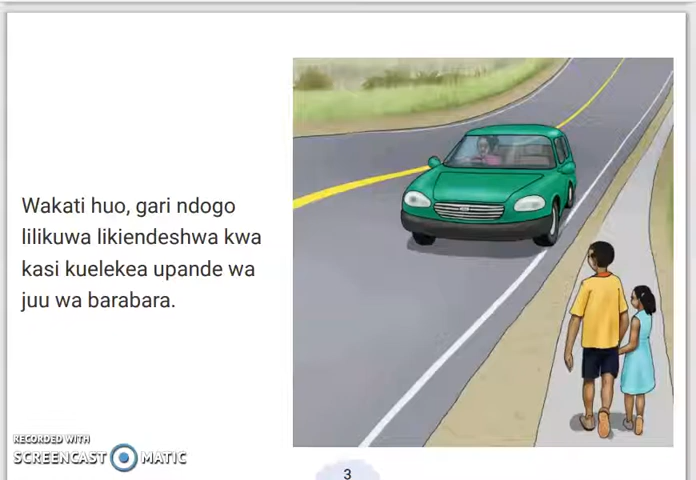 Wakati huo, gari ndogo
lilikuwa likiendeshwa kwa
kasi kuelekea upande wa
juu wa barabara.
RECORDED WITH
SCREENCAST MATIC
3